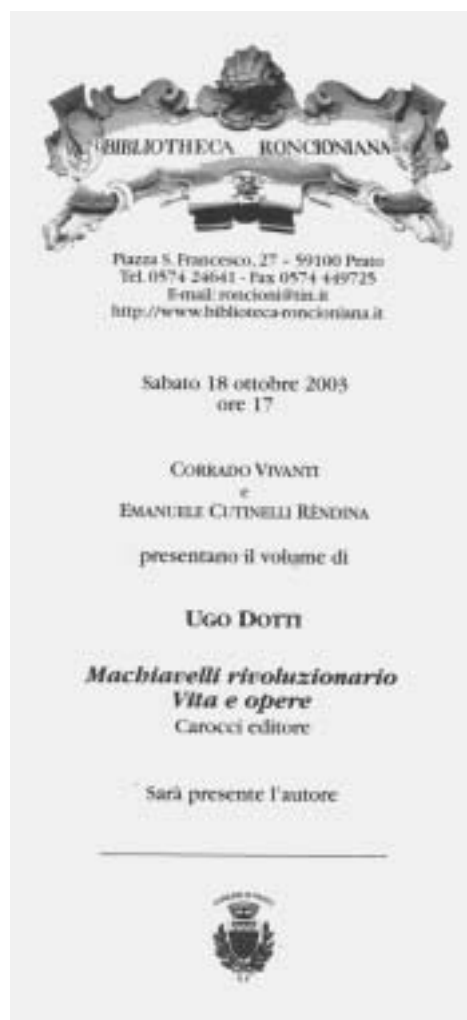 BIBLIOTHECA RONCIONIANA
Piazza S. Francesco, 27 – 59100 Prato
Tel. 0574 24641 - Fax 0574 449725
E-mail: roncioni@tin.it
http://www.biblioteca-roncioniana.it
Sabato 18 ottobre 2003
ore 17
CORRADO VIVANTI
e
EMANUELE CUTINELLI RÈNDINA
presentano il volume di
UGO DOTTI
Machiavelli rivoluzionario
Vita e opere
Carocci editore
Sarà presente l'autore